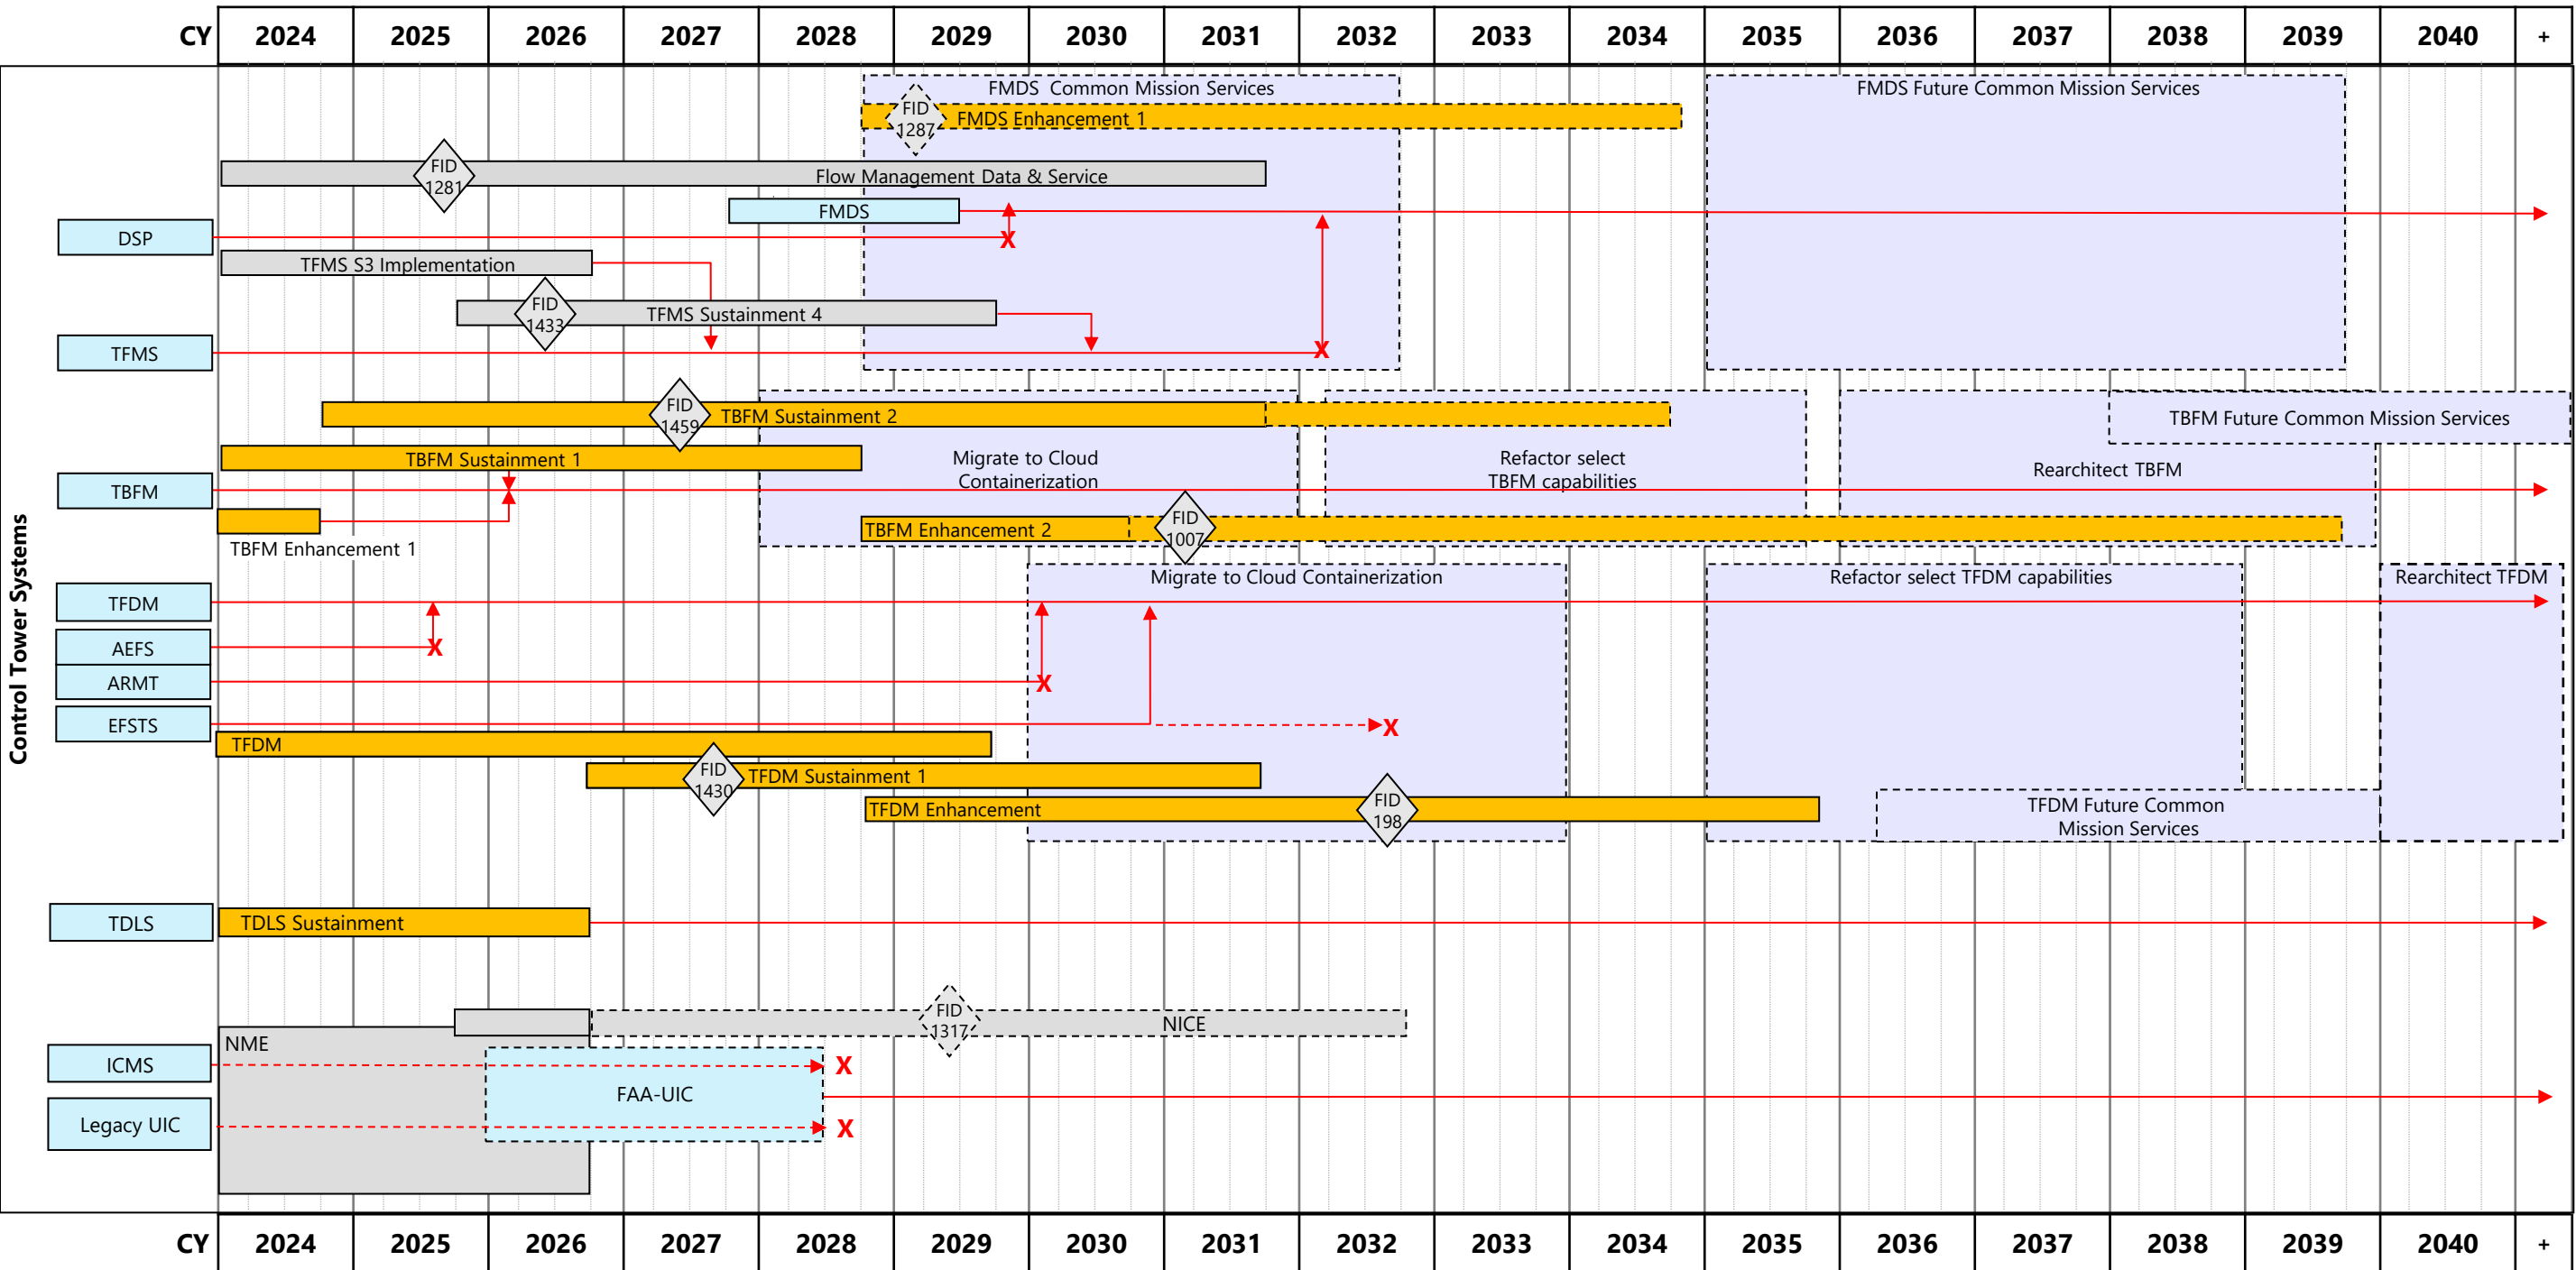 CY 2024 2025 2026 2027 2028 2029 2030 2031 2032 2033 2034 2035 2036 2037 2038 2039 2040 +
Control Tower Systems
FMDS Common Mission Services
FMDS Future Common Mission Services
FID
1287
FMDS Enhancement 1
FID
1281
Flow Management Data & Service
FMDS
DSP
X
TFMS S3 Implementation
FID
1433
TFMS Sustainment 4
TFMS
X
FID
1459
TBFM Sustainment 2
TBFM Future Common Mission Services
TBFM Sustainment 1
Migrate to Cloud
Containerization
Refactor select
TBFM capabilities
Rearchitect TBFM
TBFM
FID
1007
TBFM Enhancement 2
TBFM Enhancement 1
Migrate to Cloud Containerization
Refactor select TFDM capabilities
Rearchitect TFDM
TFDM
AEFS
X
ARMT
X
EFSTS
X
TFDM
FID
1430
TFDM Sustainment 1
TFDM Enhancement
FID
198
TFDM Future Common
Mission Services
TDLS
TDLS Sustainment
FID
1317
NICE
NME
ICMS
X
FAA-UIC
Legacy UIC
X
CY 2024 2025 2026 2027 2028 2029 2030 2031 2032 2033 2034 2035 2036 2037 2038 2039 2040 +